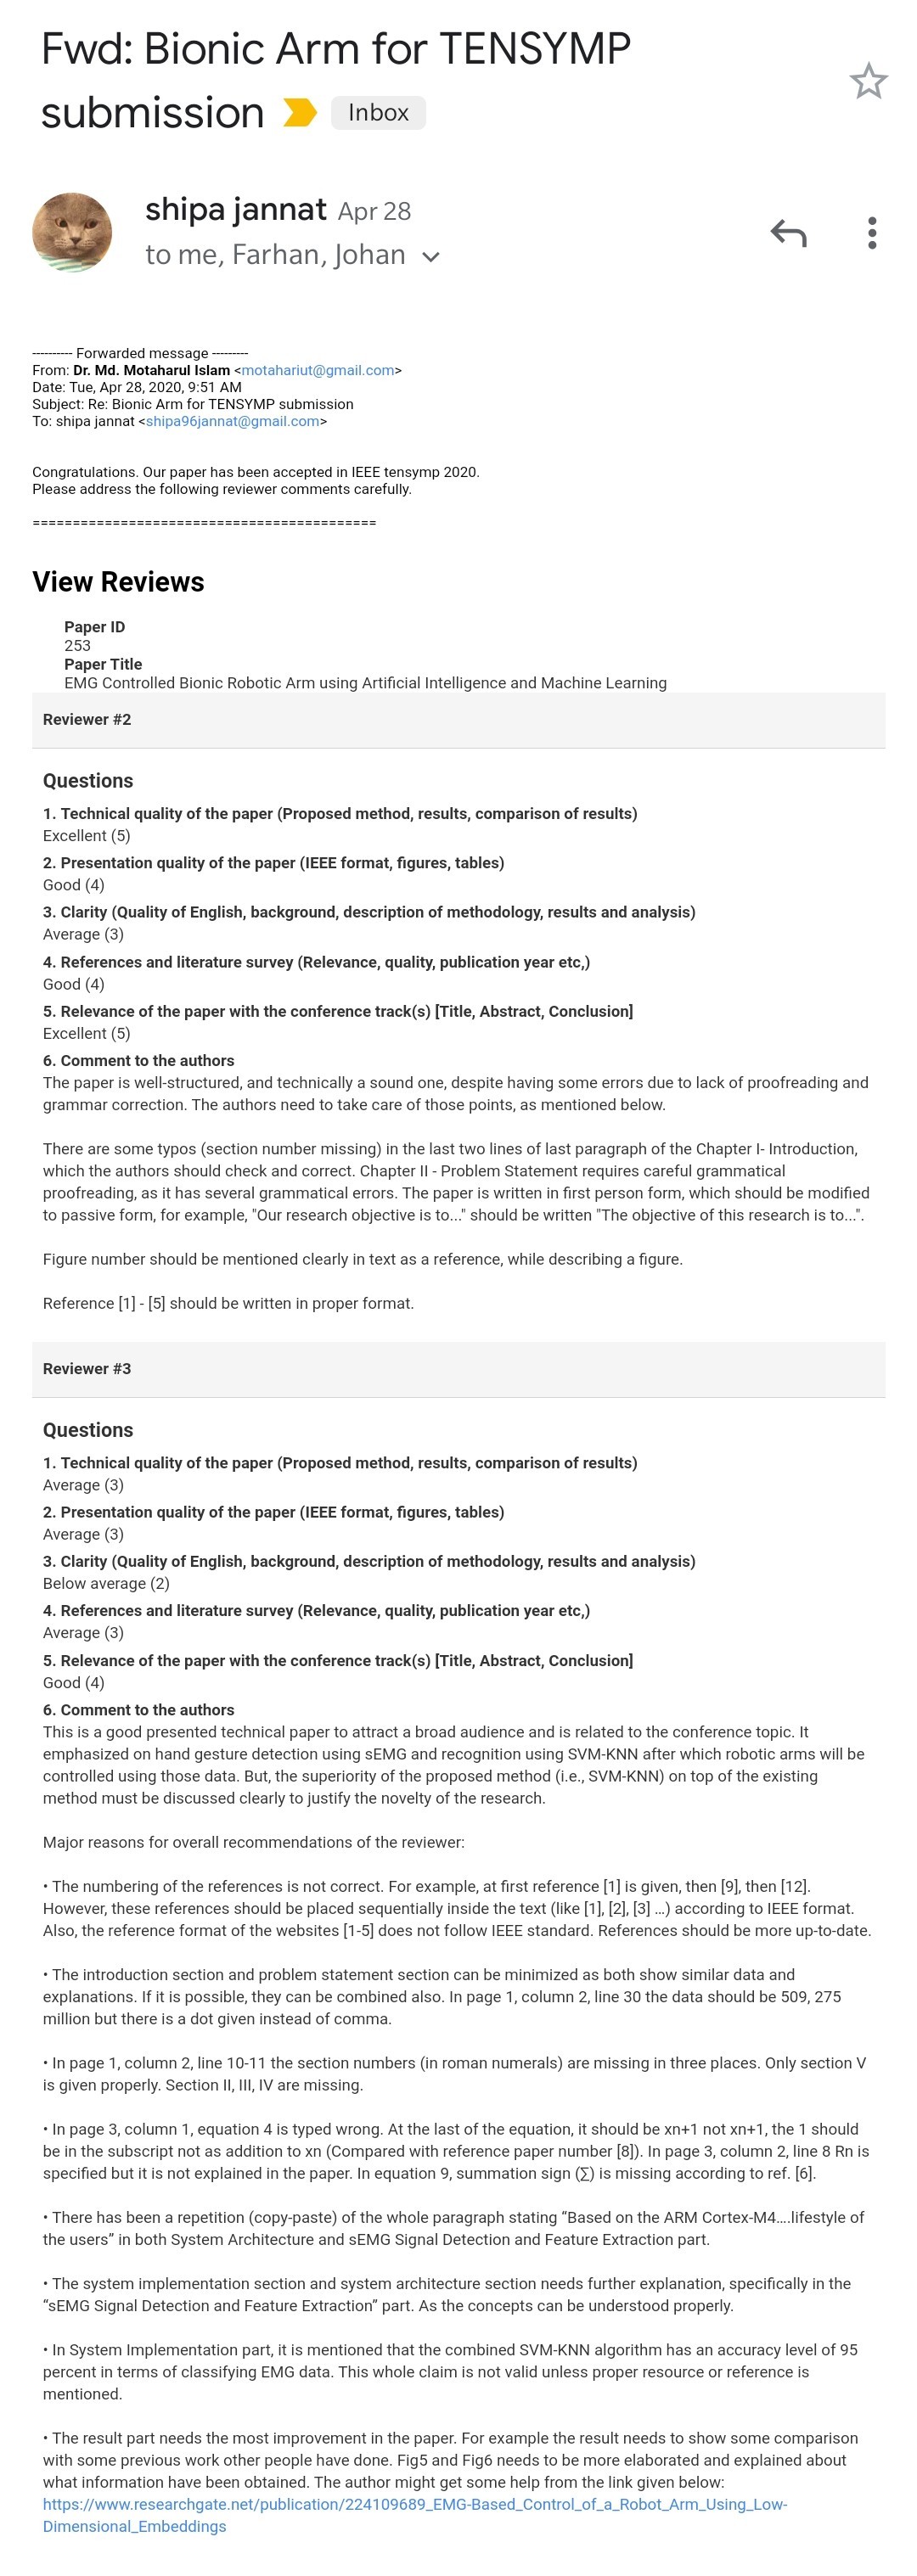 Fwd: Bionic Arm for TENSYMP
submission Inbox
shipa jannat Apr 28
to me, Farhan, Johan
---------- Forwarded message ---------
From: Dr. Md. Motaharul Islam <motahariut@gmail.com>
Date: Tue, Apr 28, 2020, 9:51 AM
Subject: Re: Bionic Arm for TENSYMP submission
To: shipa jannat <shipa96jannat@gmail.com>
Congratulations. Our paper has been accepted in IEEE tensymp 2020.
Please address the following reviewer comments carefully.
===========================================
View Reviews
Paper ID
253
Paper Title
EMG Controlled Bionic Robotic Arm using Artificial Intelligence and Machine Learning
Reviewer #2
Questions
1. Technical quality of the paper (Proposed method, results, comparison of results)
Excellent (5)
2. Presentation quality of the paper (IEEE format, figures, tables)
Good (4)
3. Clarity (Quality of English, background, description of methodology, results and analysis)
Average (3)
4. References and literature survey (Relevance, quality, publication year etc,)
Good (4)
5. Relevance of the paper with the conference track(s) [Title, Abstract, Conclusion]
Excellent (5)
6. Comment to the authors
The paper is well-structured, and technically a sound one, despite having some errors due to lack of proofreading and
grammar correction. The authors need to take care of those points, as mentioned below.
There are some typos (section number missing) in the last two lines of last paragraph of the Chapter I- Introduction,
which the authors should check and correct. Chapter II - Problem Statement requires careful grammatical
proofreading, as it has several grammatical errors. The paper is written in first person form, which should be modified
to passive form, for example, "Our research objective is to..." should be written "The objective of this research is to...".
Figure number should be mentioned clearly in text as a reference, while describing a figure.
Reference [1] - [5] should be written in proper format.
Reviewer #3
Questions
1. Technical quality of the paper (Proposed method, results, comparison of results)
Average (3)
2. Presentation quality of the paper (IEEE format, figures, tables)
Average (3)
3. Clarity (Quality of English, background, description of methodology, results and analysis)
Below average (2)
4. References and literature survey (Relevance, quality, publication year etc,)
Average (3)
5. Relevance of the paper with the conference track(s) [Title, Abstract, Conclusion]
Good (4)
6. Comment to the authors
This is a good presented technical paper to attract a broad audience and is related to the conference topic. It
emphasized on hand gesture detection using sEMG and recognition using SVM-KNN after which robotic arms will be
controlled using those data. But, the superiority of the proposed method (i.e., SVM-KNN) on top of the existing
method must be discussed clearly to justify the novelty of the research.
Major reasons for overall recommendations of the reviewer:
• The numbering of the references is not correct. For example, at first reference [1] is given, then [9], then [12].
However, these references should be placed sequentially inside the text (like [1], [2], [3] …) according to IEEE format.
Also, the reference format of the websites [1-5] does not follow IEEE standard. References should be more up-to-date.
• The introduction section and problem statement section can be minimized as both show similar data and
explanations. If it is possible, they can be combined also. In page 1, column 2, line 30 the data should be 509, 275
million but there is a dot given instead of comma.
• In page 1, column 2, line 10-11 the section numbers (in roman numerals) are missing in three places. Only section V
is given properly. Section II, III, IV are missing.
• In page 3, column 1, equation 4 is typed wrong. At the last of the equation, it should be xn+1 not xn+1, the 1 should
be in the subscript not as addition to xn (Compared with reference paper number [8]). In page 3, column 2, line 8 Rn is
specified but it is not explained in the paper. In equation 9, summation sign (∑) is missing according to ref. [6].
• There has been a repetition (copy-paste) of the whole paragraph stating “Based on the ARM Cortex-M4….lifestyle of
the users” in both System Architecture and sEMG Signal Detection and Feature Extraction part.
• The system implementation section and system architecture section needs further explanation, specifically in the
“sEMG Signal Detection and Feature Extraction” part. As the concepts can be understood properly.
• In System Implementation part, it is mentioned that the combined SVM-KNN algorithm has an accuracy level of 95
percent in terms of classifying EMG data. This whole claim is not valid unless proper resource or reference is
mentioned.
• The result part needs the most improvement in the paper. For example the result needs to show some comparison
with some previous work other people have done. Fig5 and Fig6 needs to be more elaborated and explained about
what information have been obtained. The author might get some help from the link given below:
https://www.researchgate.net/publication/224109689_EMG-Based_Control_of_a_Robot_Arm_Using_Low-
Dimensional_Embeddings